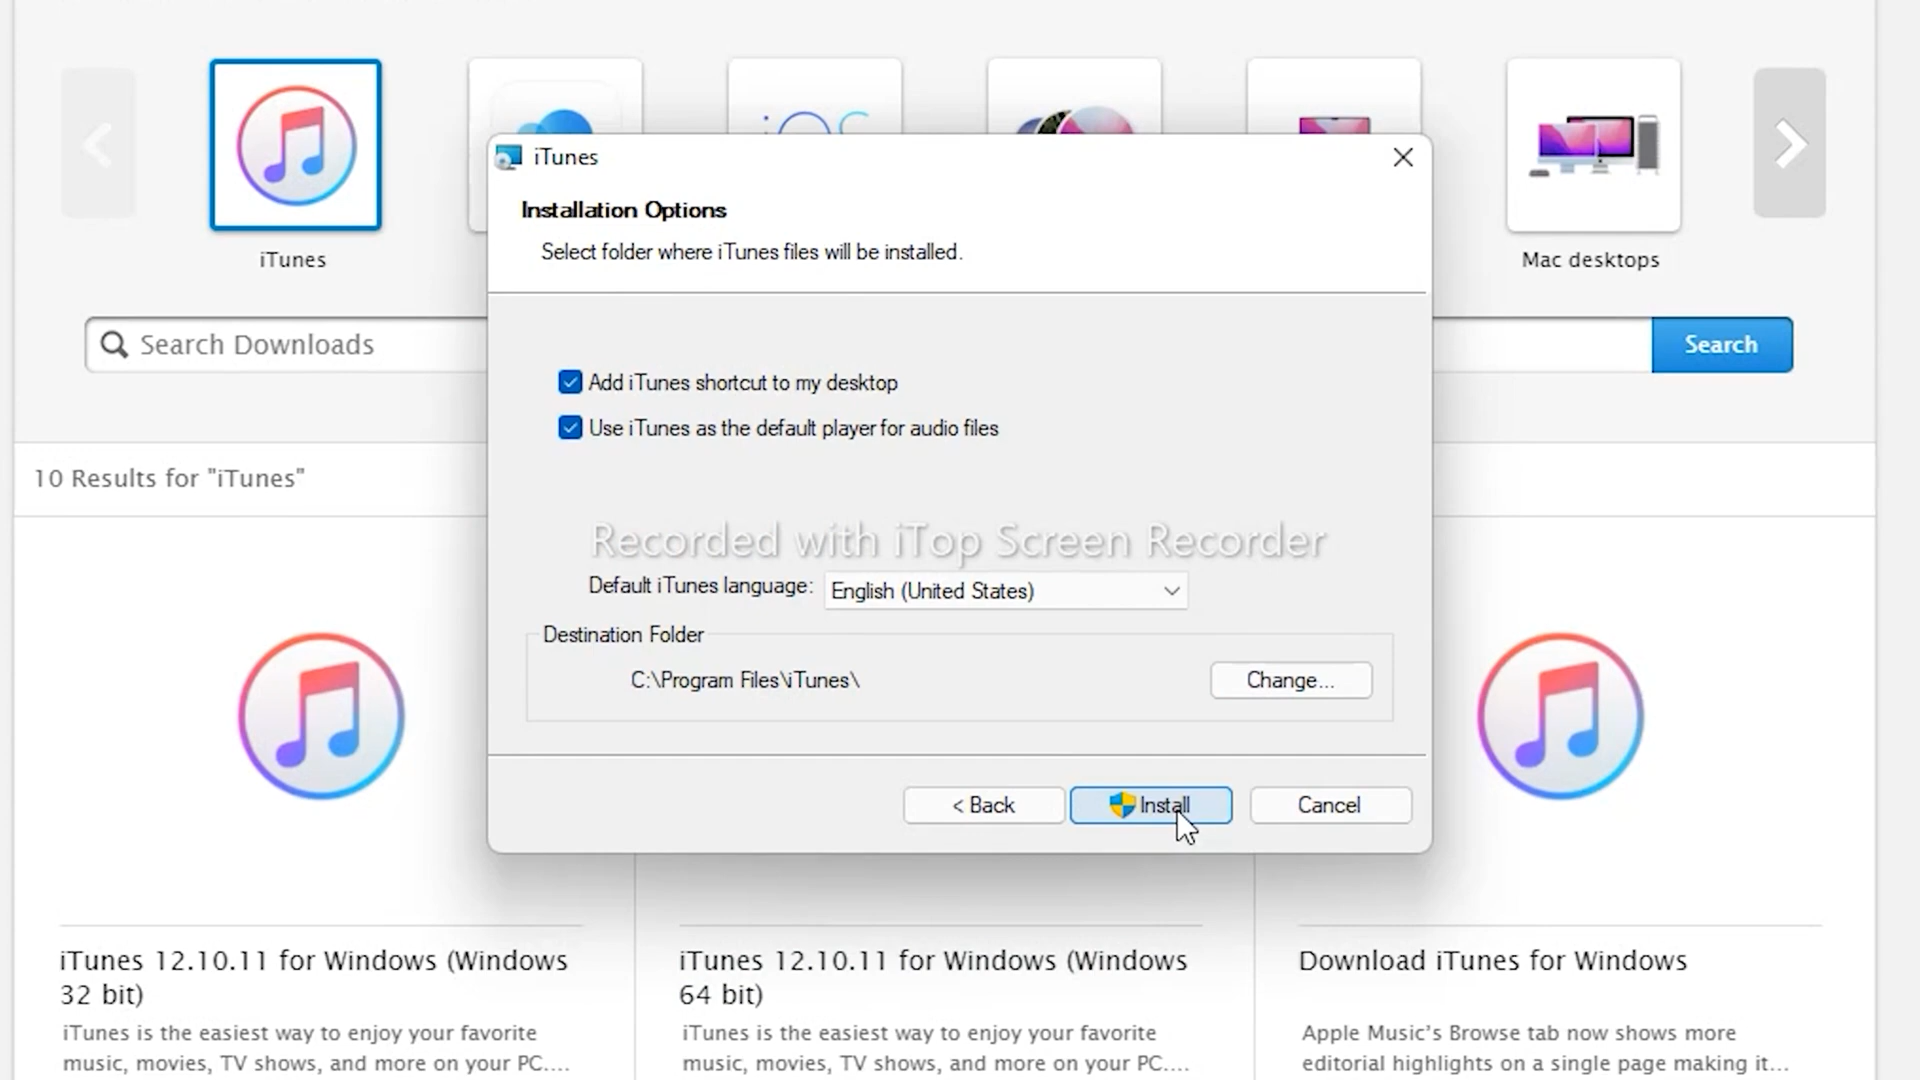 iTunes
Mac desktops
Search Downloads
Search
10 Results for "iTunes"
iTunes
Installation Options
Select folder where iTunes files will be installed.
Add iTunes shortcut to my desktop
Use iTunes as the default player for audio files
Recorded with iTop Screen Recorder
Default iTunes language: English (United States)
Destination Folder
C:\Program Files\iTunes\
Change...
< Back
Install
Cancel
iTunes 12.10.11 for Windows (Windows
32 bit)
iTunes is the easiest way to enjoy your favorite
music, movies, TV shows, and more on your PC....
iTunes 12.10.11 for Windows (Windows
64 bit)
iTunes is the easiest way to enjoy your favorite
music, movies, TV shows, and more on your PC....
Download iTunes for Windows
Apple Music's Browse tab now shows more
editorial highlights on a single page making it...